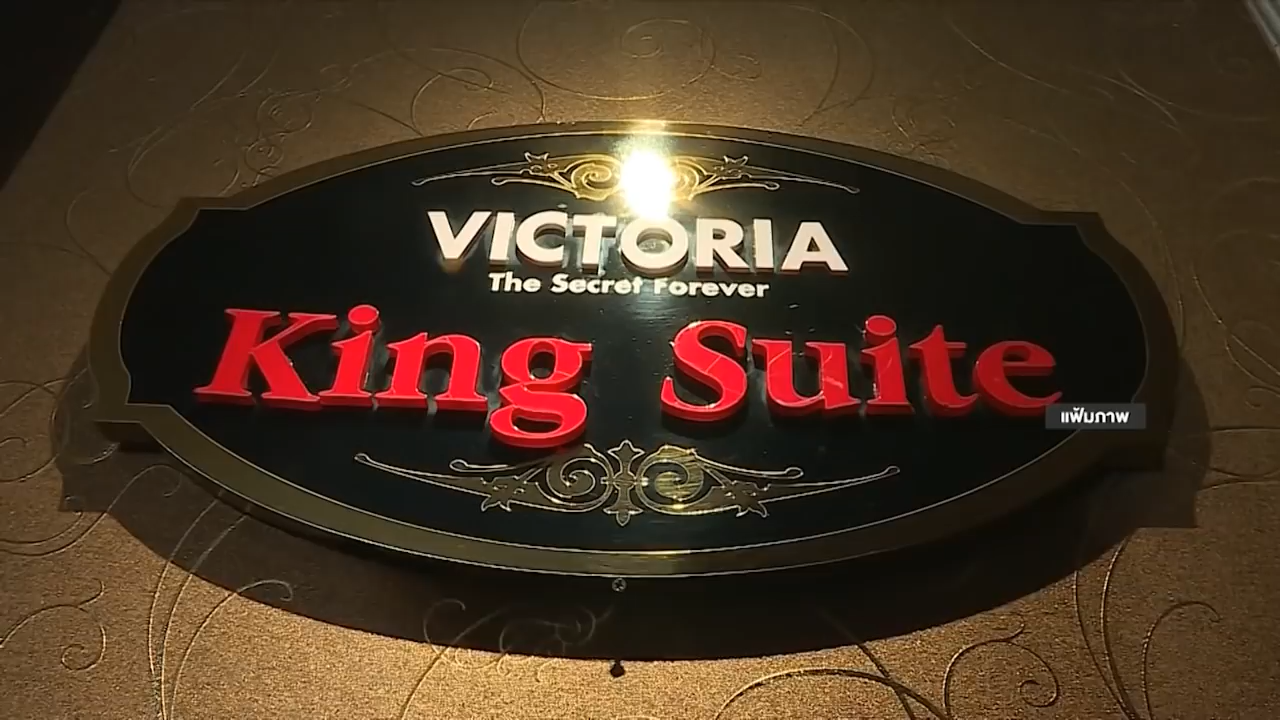 VICTORIA
The Secret Forever
King Suite
แฟ้มภาพ